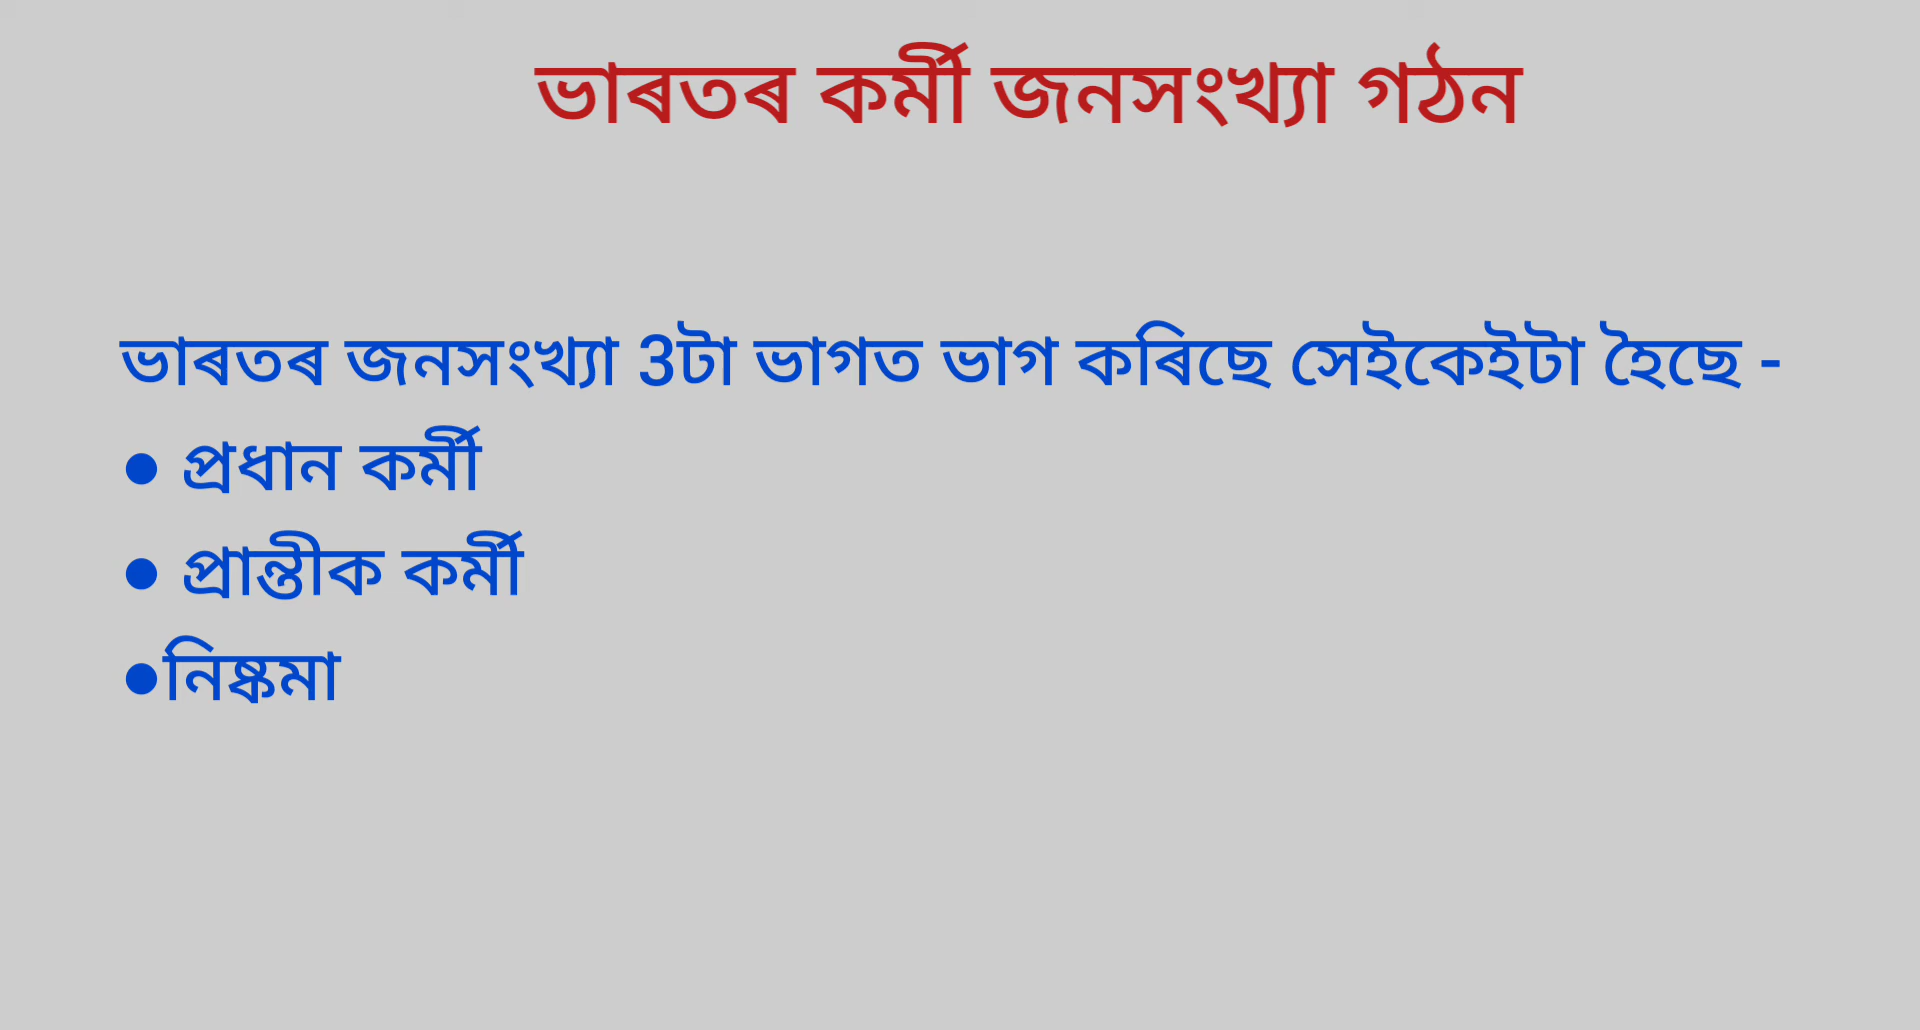 ভাৰতৰ কৰ্মী জনসংখ্যা গঠন
ভাৰতৰ জনসংখ্যা 3টা ভাগত ভাগ কৰিছে সেইকেইটা হৈছে -
● প্ৰধান কৰ্মী
● প্ৰান্তীক কৰ্মী
●নিষ্কমা